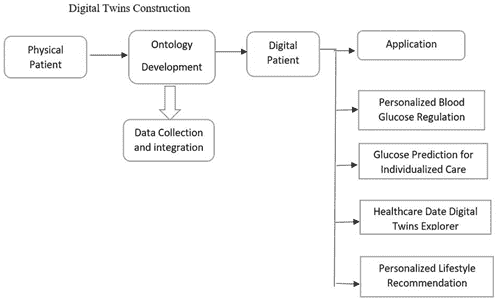 Digital Twins Construction
Physical
Patient
Ontology
Development
Digital
Patient
Application
Data Collection
and integration
Personalized Blood
Glucose Regulation
Glucose Prediction for
Individualized Care
Healthcare Date Digital
Twins Explorer
Personalized Lifestyle
Recommendation